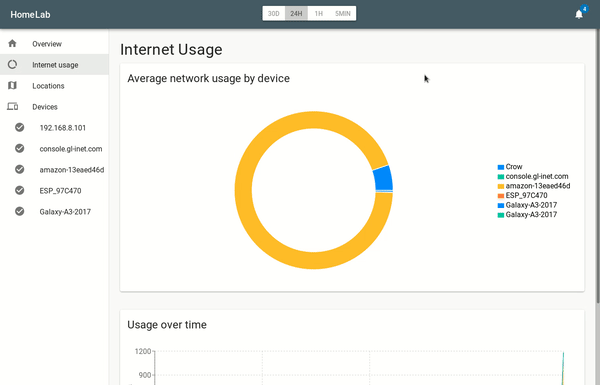 HomeLab
30D 24H 1H 5MIN
4
Overview
Internet usage
Locations
Devices
192.168.8.101
console.gl-inet.com
amazon-13eaed46d
ESP_97C470
Galaxy-A3-2017
Internet Usage
Average network usage by device
Crow
console.gl-inet.com
amazon-13eaed46d
ESP_97C470
Galaxy-A3-2017
Galaxy-A3-2017
Usage over time
1200
900